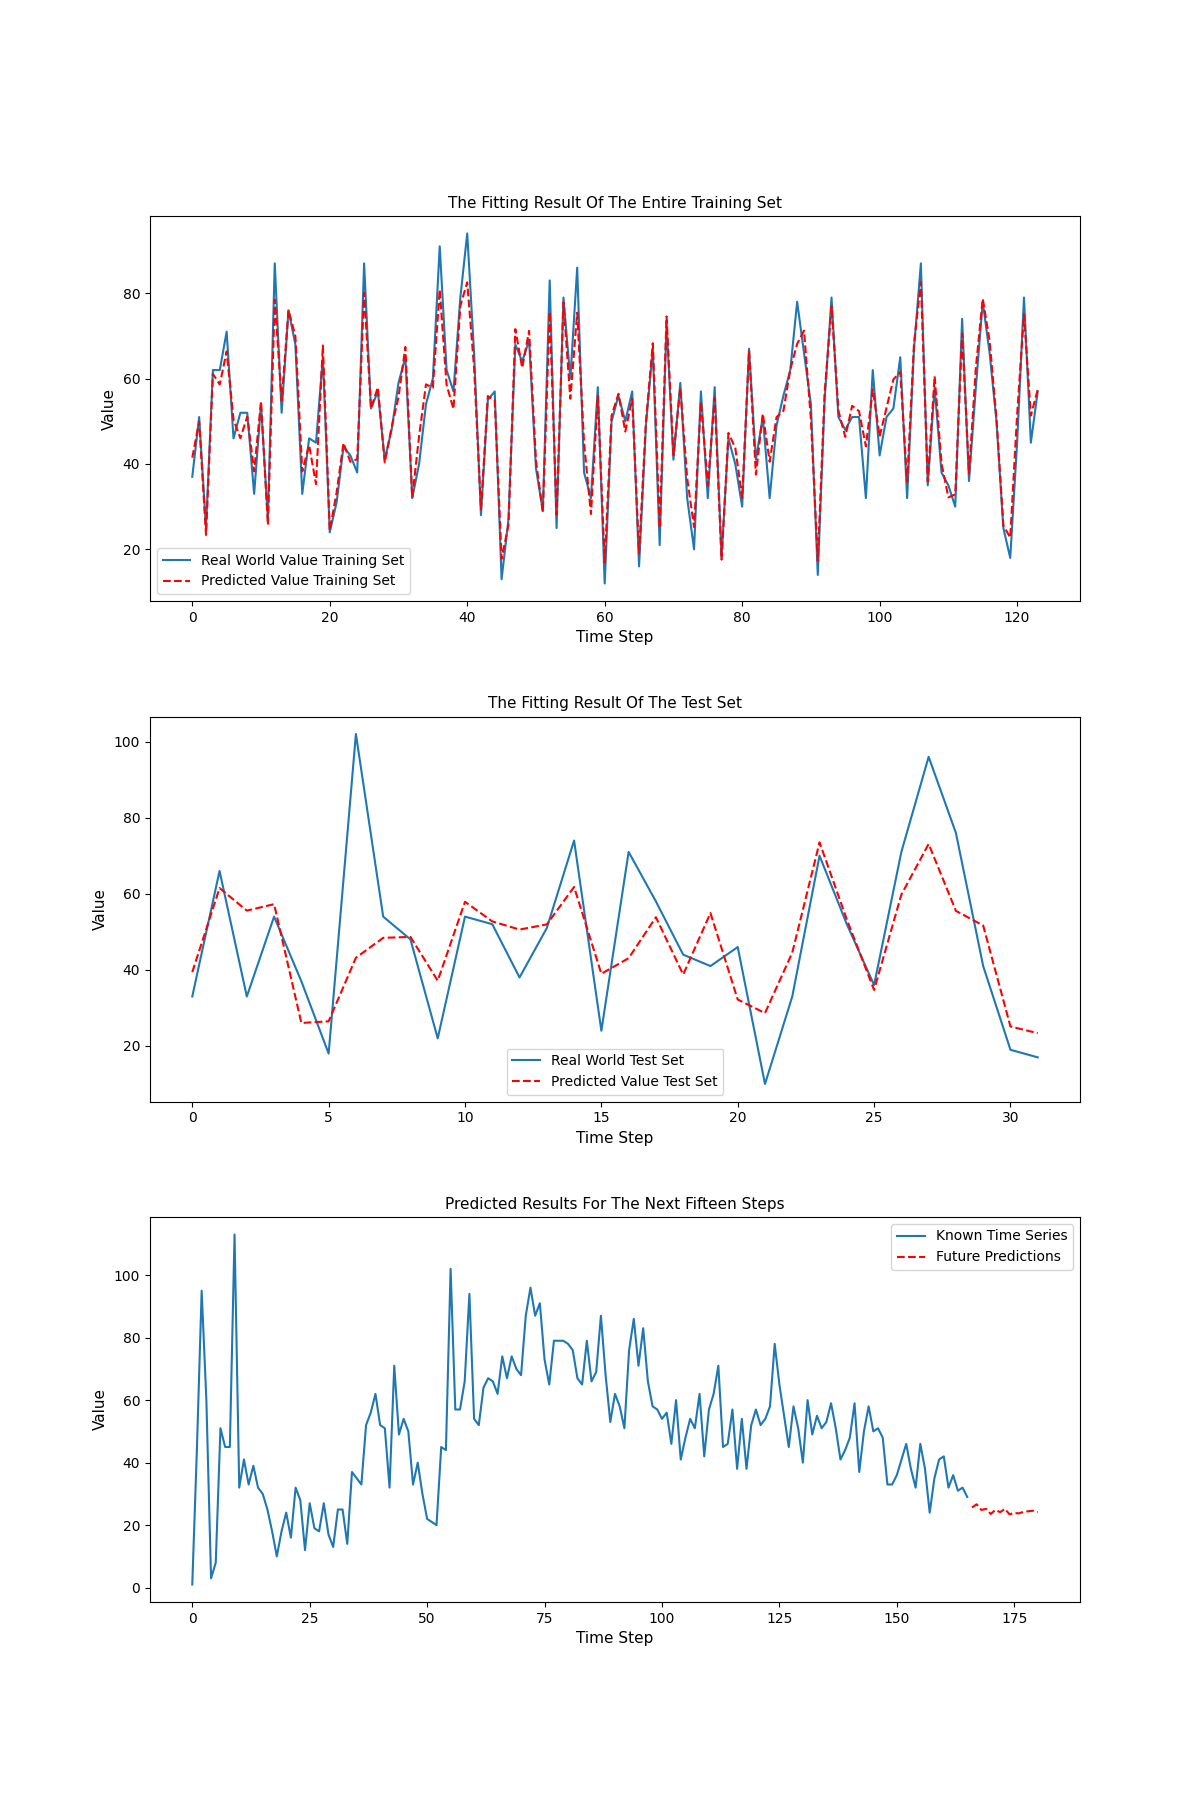 The Fitting Result Of The Entire Training Set
Value
80
60
40
20
Real World Value Training Set
Predicted Value Training Set
0 20 40 60 80 100 120
Time Step
The Fitting Result Of The Test Set
Value
100
80
60
40
20
Real World Test Set
Predicted Value Test Set
0 5 10 15 20 25 30
Time Step
Predicted Results For The Next Fifteen Steps
Known Time Series
Future Predictions
Value
100
80
60
40
20
0
0 25 50 75 100 125 150 175
Time Step